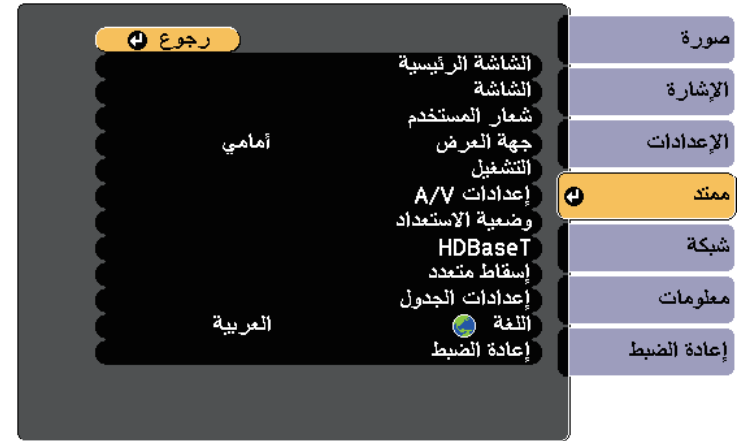 صورة
الإشارة
الإعدادات
ممتد
شبكة
معلومات
إعادة الضبط
رجوع
الشاشة الرئيسية
الشاشة
شعار المستخدم
جهة العرض أمامي
التشغيل
إعدادات A/V
وضعية الاستعداد
HDBaseT
إسقاط متعدد
إعدادات الجدول
اللغة العربية
إعادة الضبط